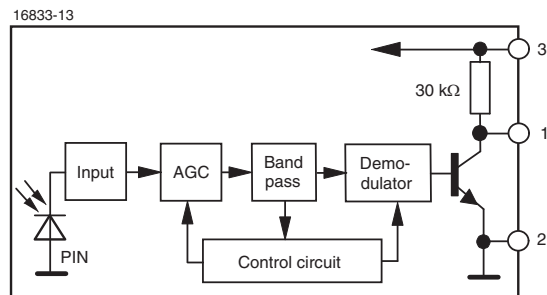 16833-13
3
30 kΩ
1
Input
AGC
Band
pass
Demo-
dulator
2
PIN
Control circuit